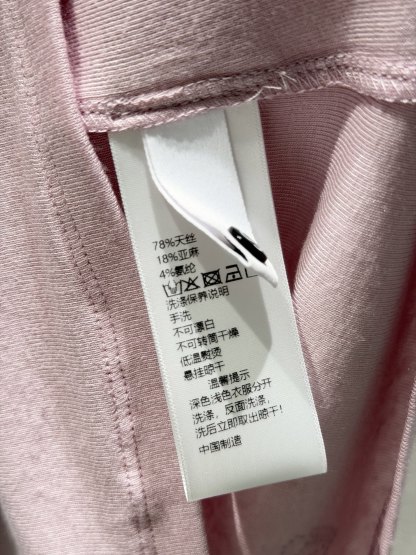 78%天丝
18%亚麻
4%氨纶
洗涤保养说明
手洗
不可漂白
不可转筒干燥
低温熨烫
悬挂晾干
温馨提示
深色浅色衣服分开
洗涤，反面洗涤，
洗后立即取出晾干！
中国制造